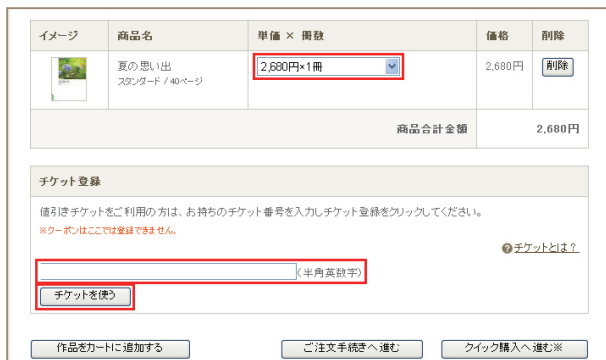 イメージ 商品名 単価 × 冊数 価格 削除
夏の思い出 2,680円×1冊 2,680円 削除
スタンダード / 40ページ
商品合計金額 2,680円
チケット登録
値引きチケットをご利用の方は、お持ちのチケット番号を入力しチケット登録をクリックしてください。
※クーポンはここでは登録できません。
チケットとは？
(半角英数字)
チケットを使う
作品をカートに追加する ご注文手続きへ進む クイック購入へ進む※